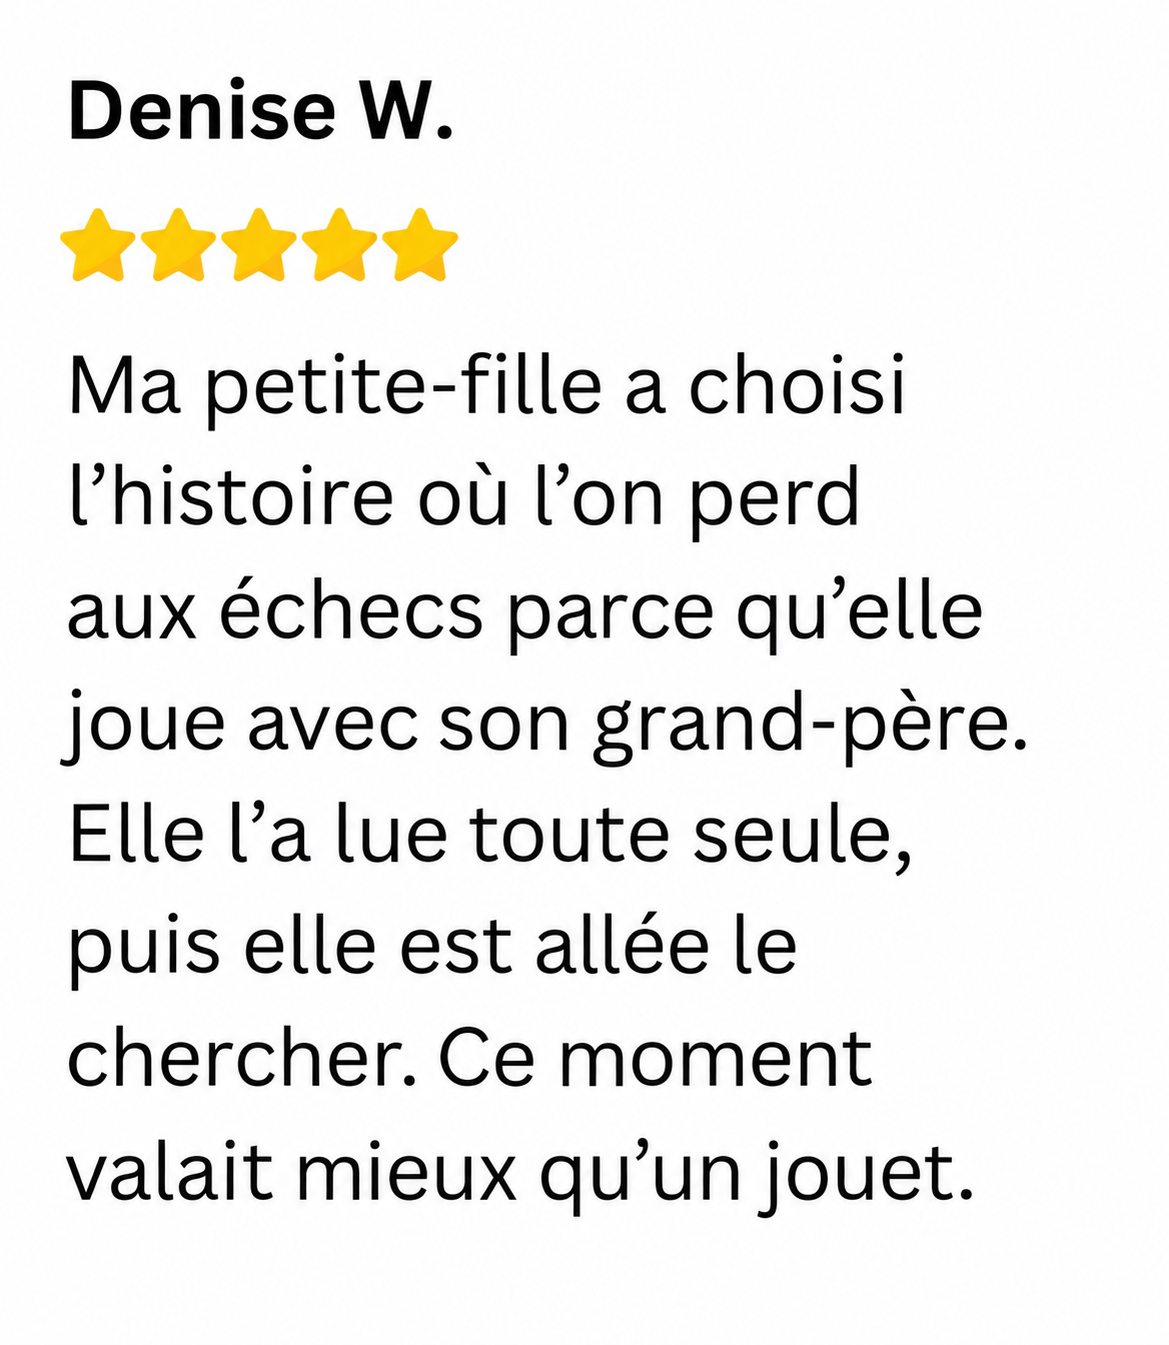 Denise W.
⭐⭐⭐⭐⭐
Ma petite-fille a choisi
l’histoire où l’on perd
aux échecs parce qu’elle
joue avec son grand-père.
Elle l’a lue toute seule,
puis elle est allée le
chercher. Ce moment
valait mieux qu’un jouet.